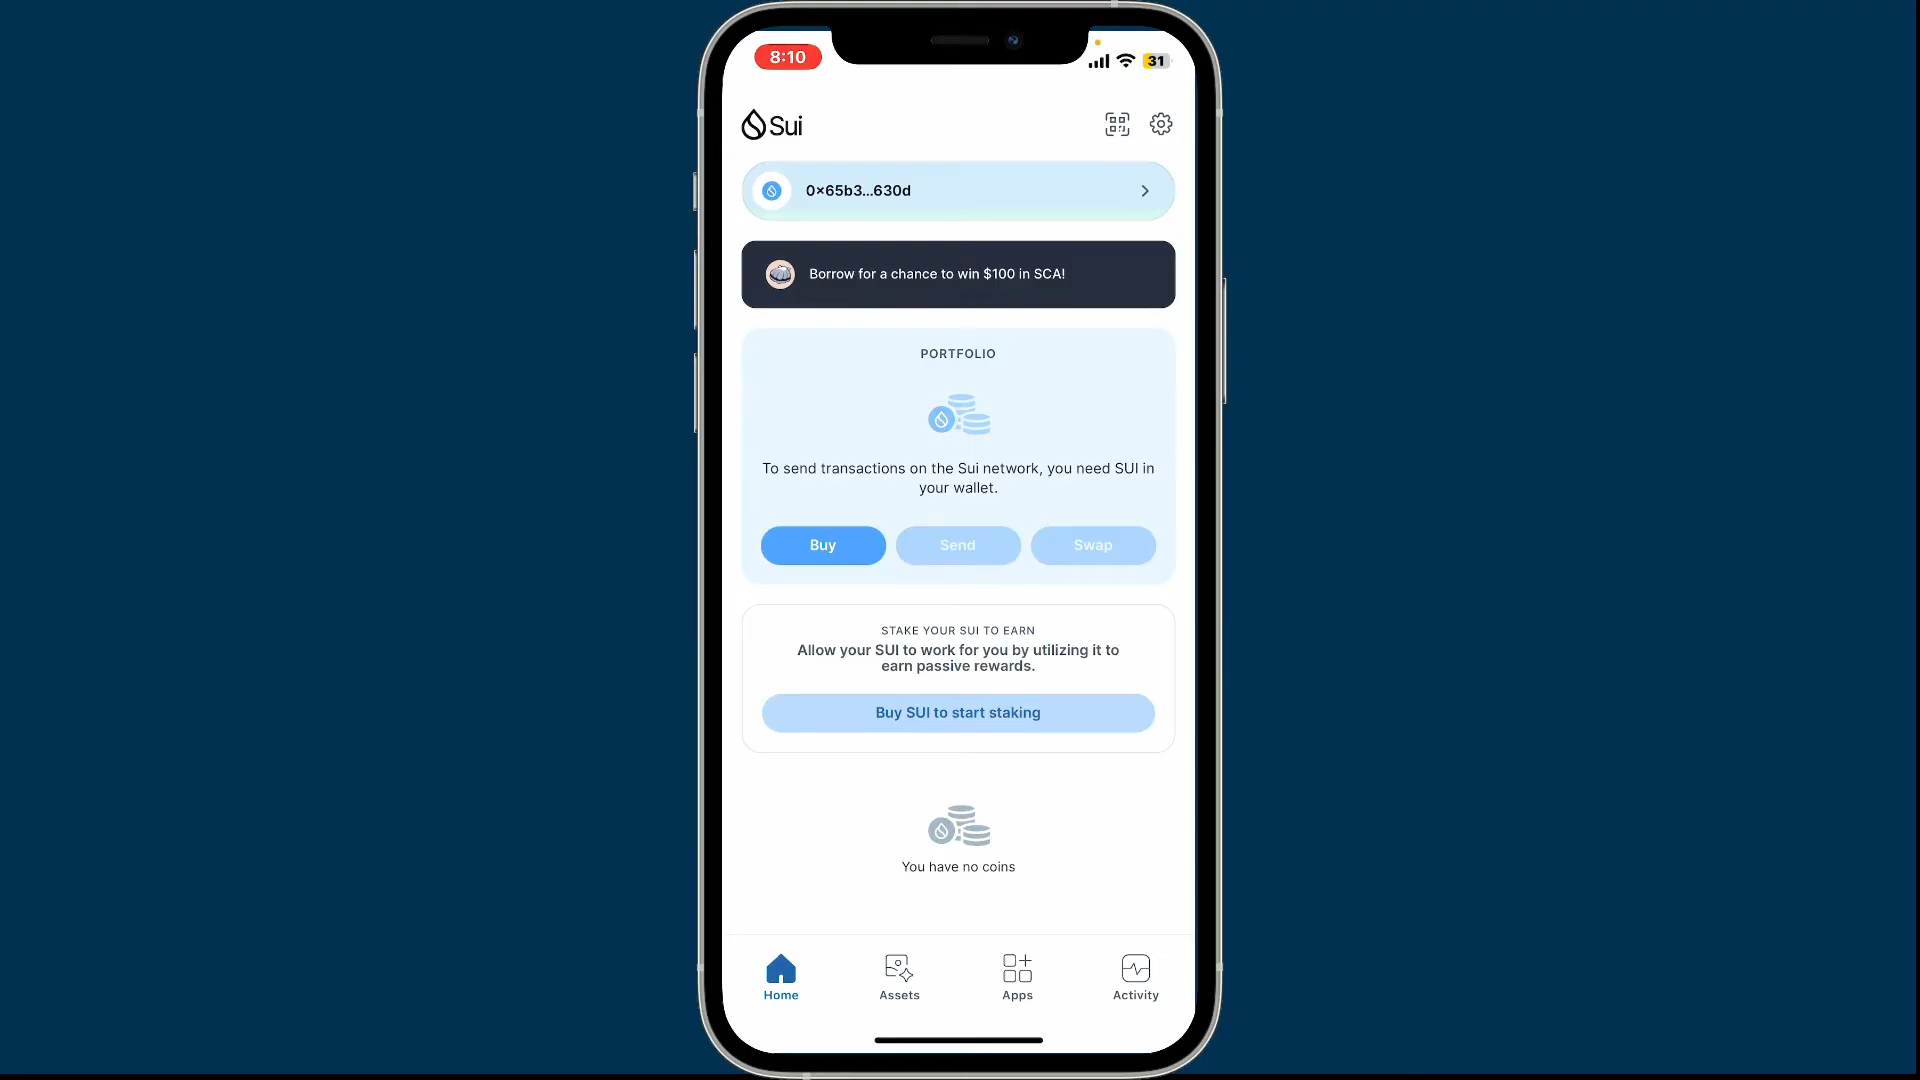 8:10
31
Sui
0×65b3...630d
Borrow for a chance to win $100 in SCA!
PORTFOLIO
To send transactions on the Sui network, you need SUI in
your wallet.
Buy
Send
Swap
STAKE YOUR SUI TO EARN
Allow your SUI to work for you by utilizing it to
earn passive rewards.
Buy SUI to start staking
You have no coins
Home
Assets
Apps
Activity